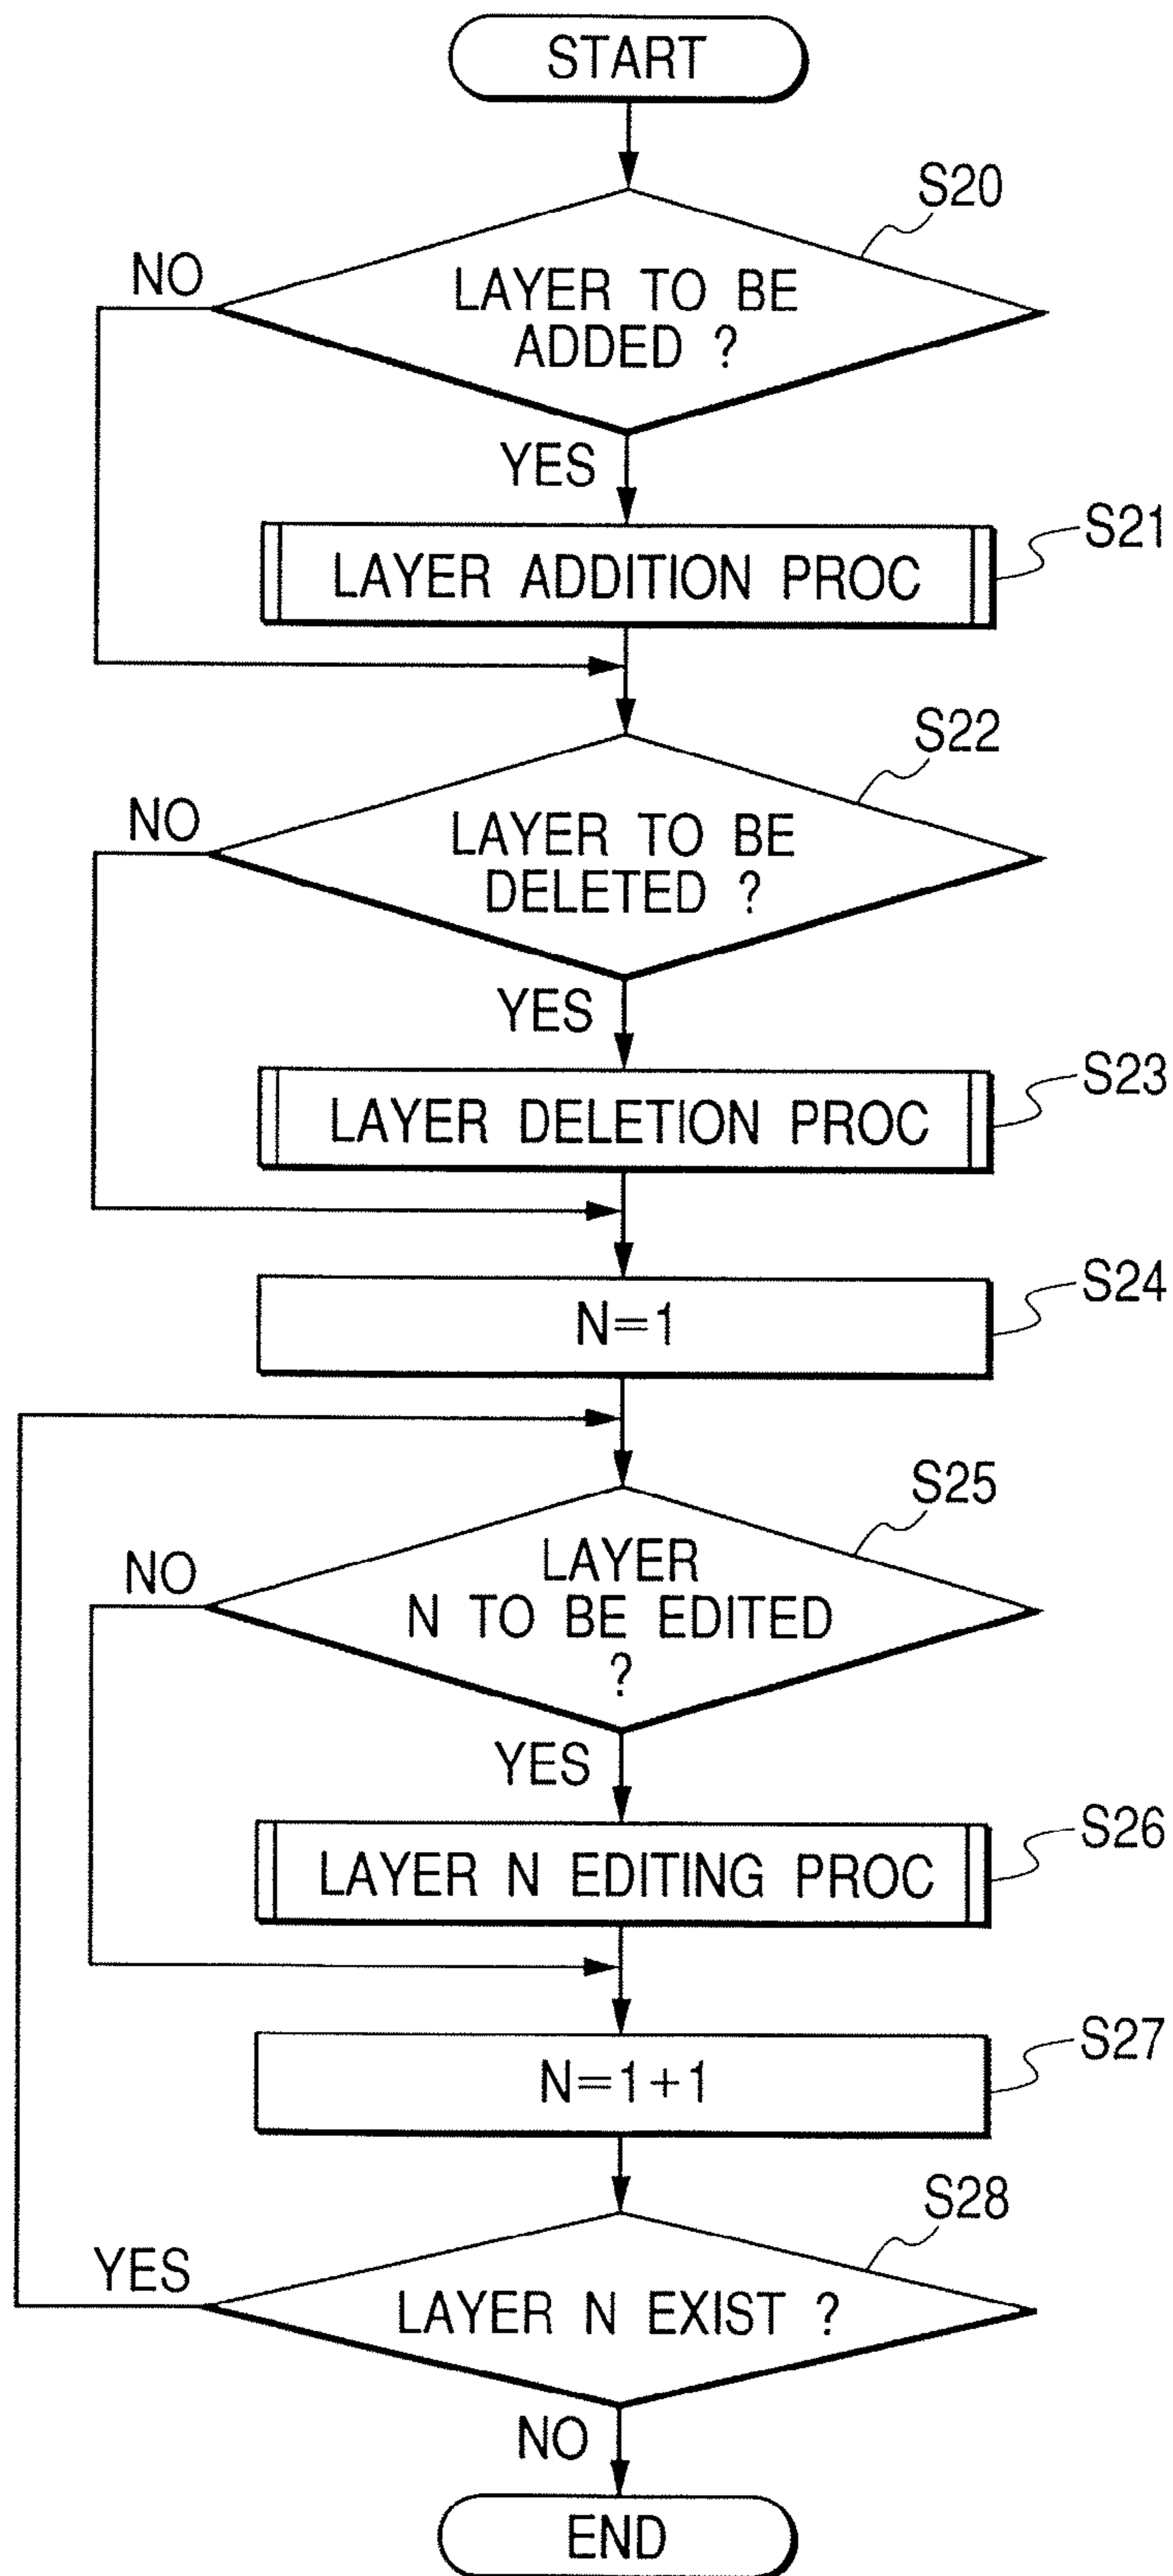 START
S20
NO
LAYER TO BE
ADDED ?
YES
S21
LAYER ADDITION PROC
S22
NO
LAYER TO BE
DELETED ?
YES
S23
LAYER DELETION PROC
S24
N=1
S25
NO
LAYER
N TO BE EDITED
?
YES
S26
LAYER N EDITING PROC
S27
N=1+1
S28
YES
LAYER N EXIST ?
NO
END